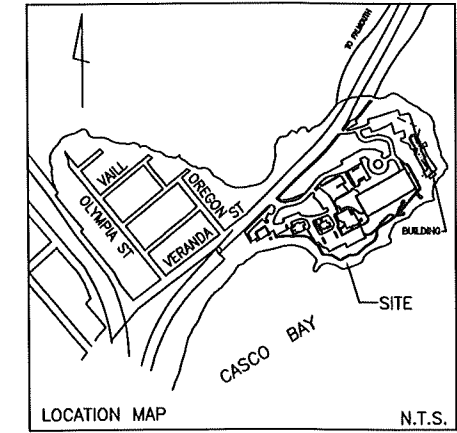 TO FALMOUTH
VAILL
OREGON ST
OLYMPIA ST
VERANDA
BUILDING
SITE
CASCO BAY
LOCATION MAP
N.T.S.